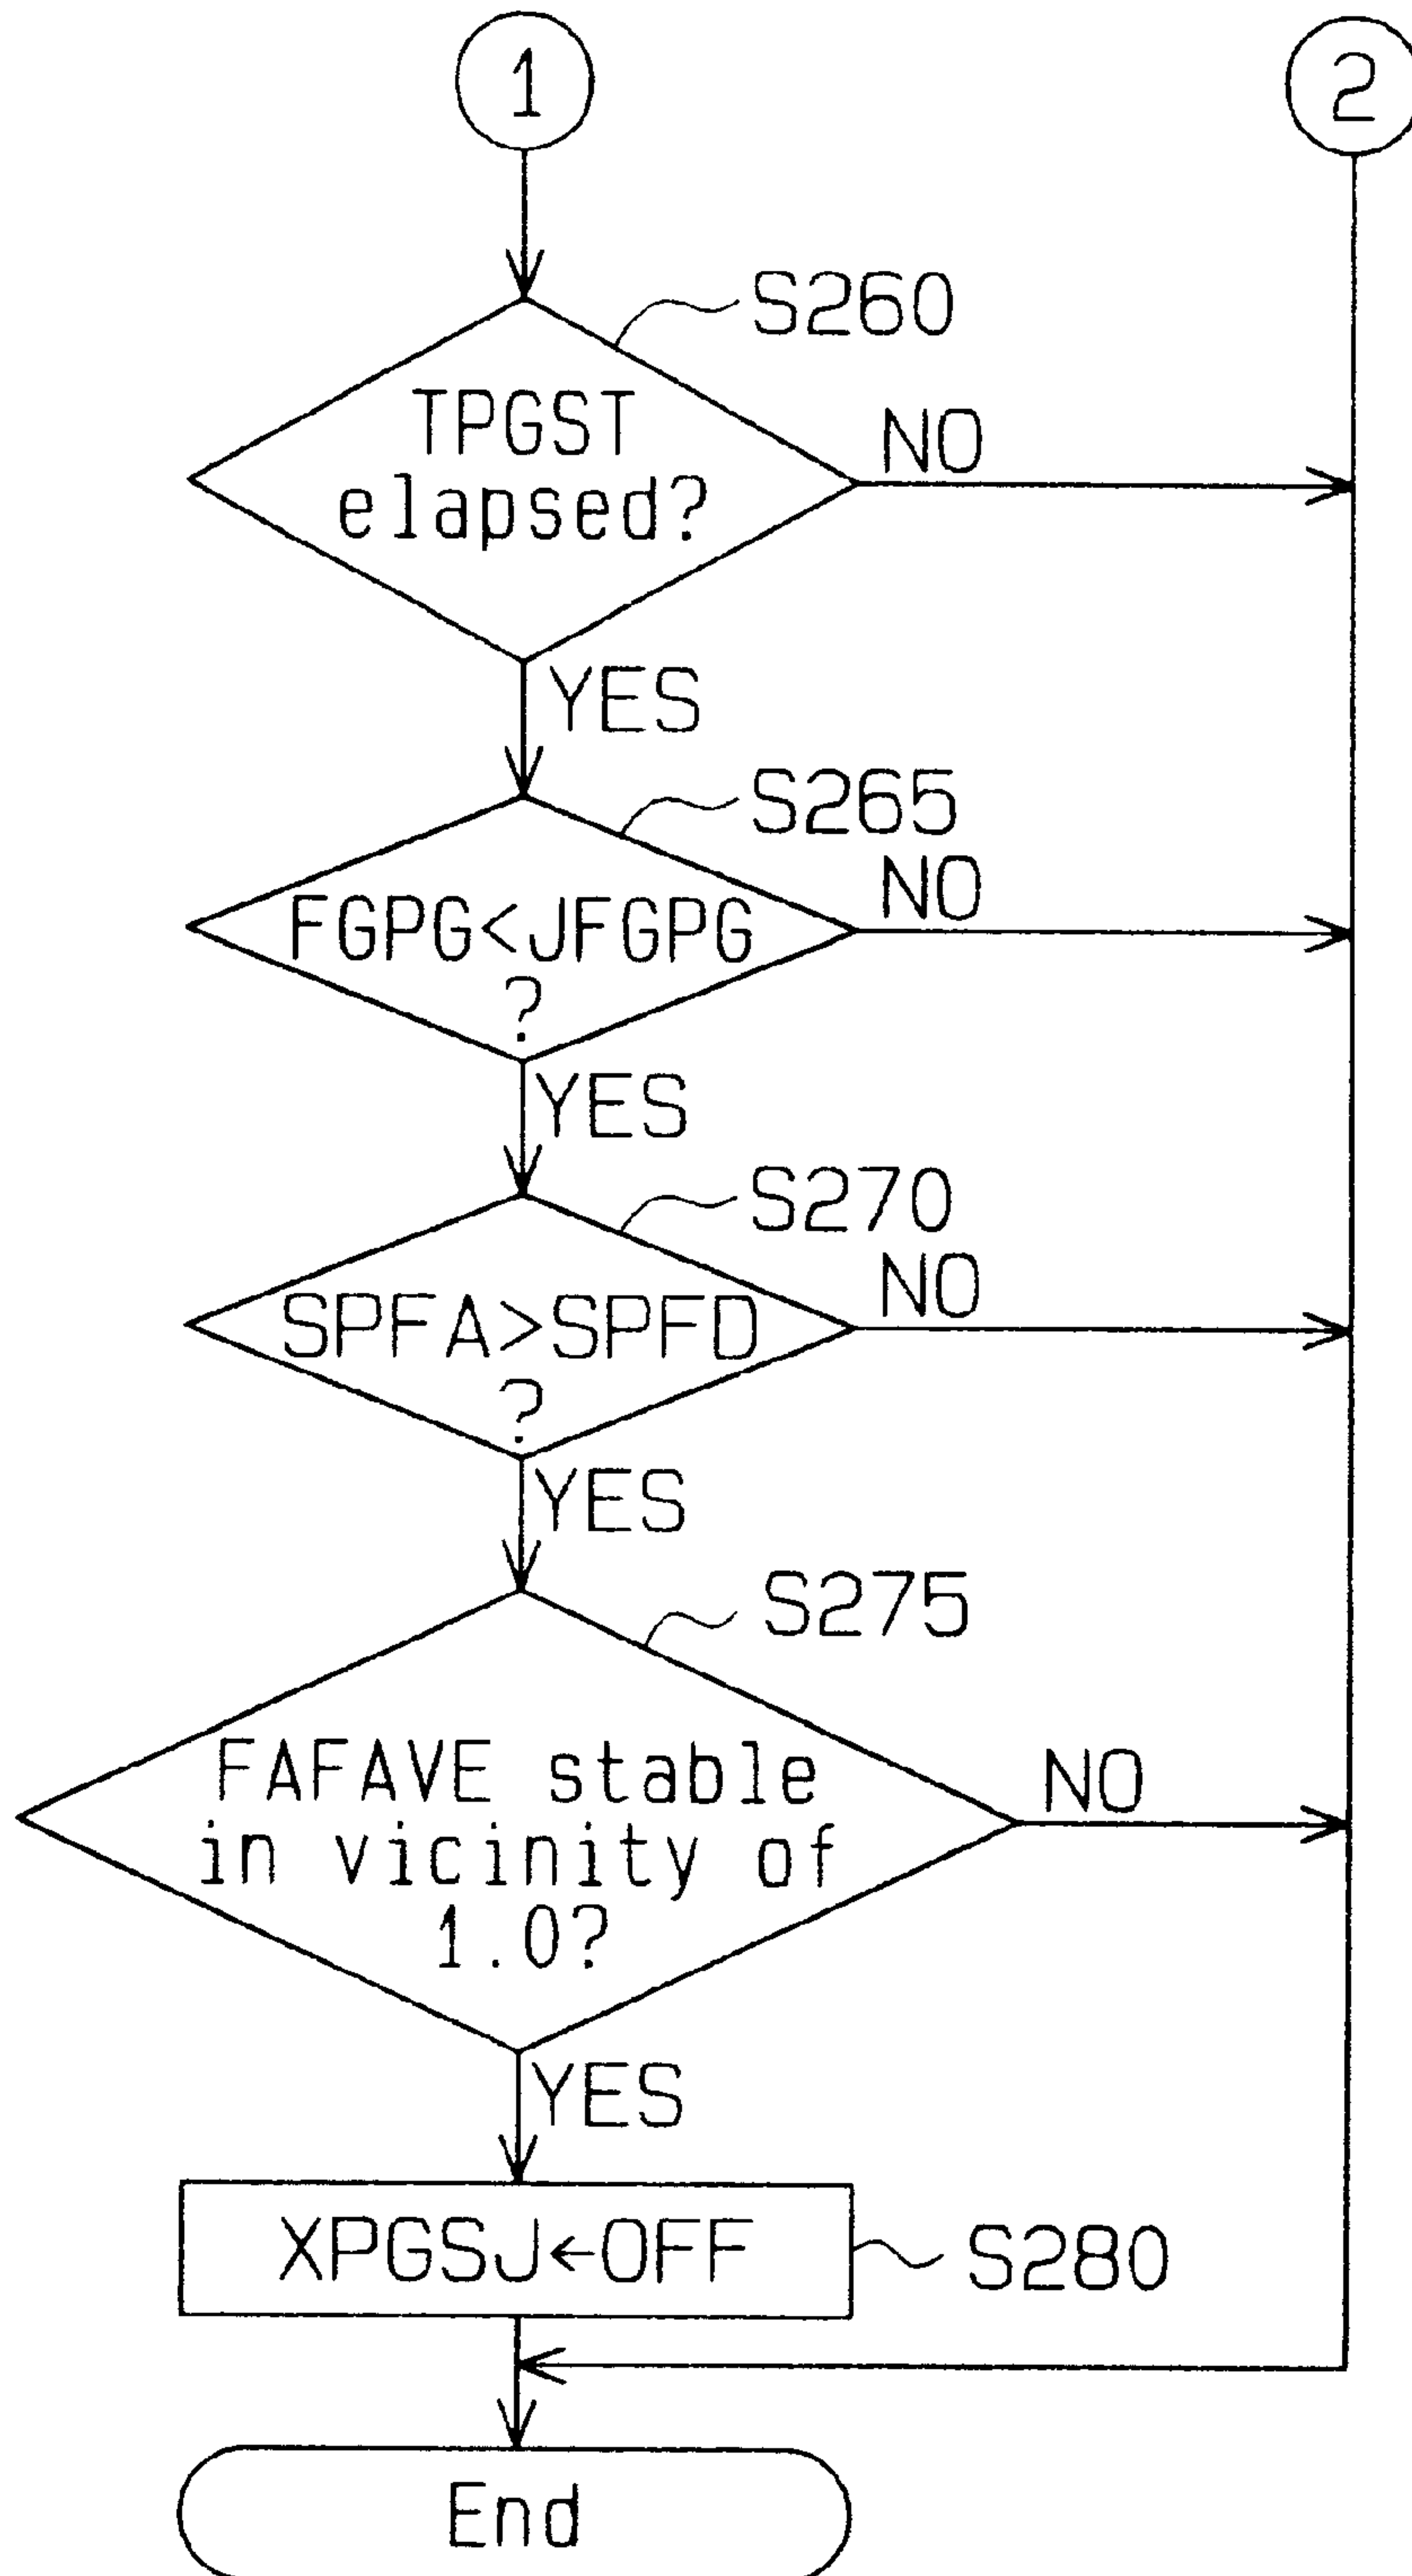 1
2
S260
TPGST
elapsed?
NO
YES
S265
FGPG<JFGPG
?
NO
YES
S270
SPFA>SPFD
?
NO
YES
S275
FAFAVE stable
in vicinity of
1.0?
NO
YES
XPGSJ←OFF
S280
End